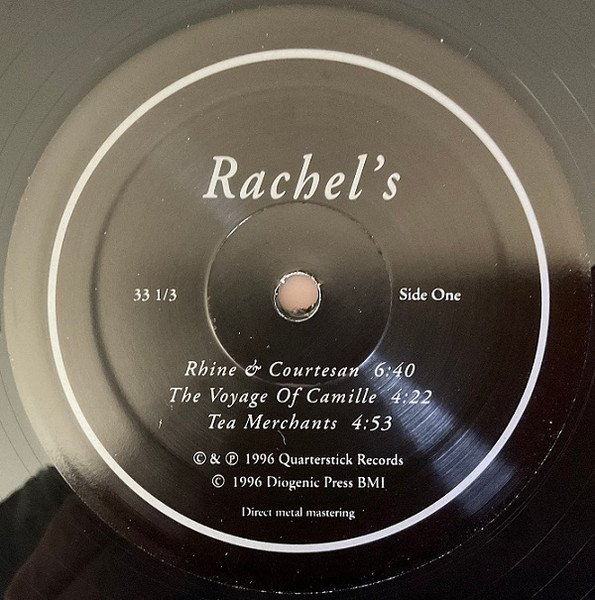 Rachel's
33 1/3 Side One
Rhine & Courtesan 6:40
The Voyage Of Camille 4:22
Tea Merchants 4:53
© & ℗ 1996 Quarterstick Records
© 1996 Diogenic Press BMI
Direct metal mastering